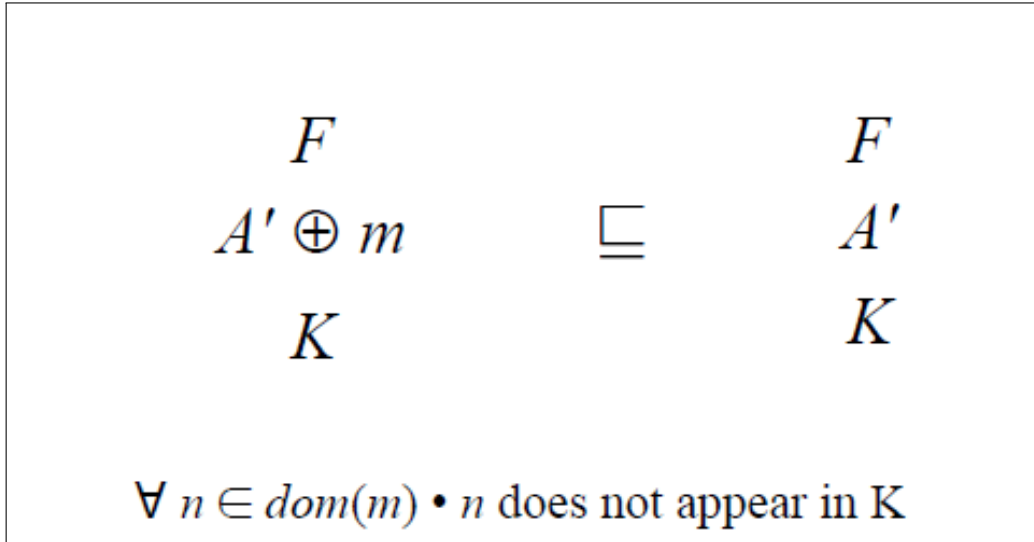 F F
A′ ⊕ m ⊑ A′
K K
∀ n ∈ dom(m) • n does not appear in K